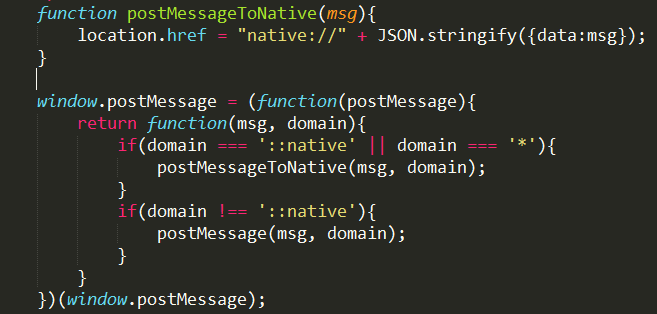 function postMessageToNative(msg){
    location.href = "native://" + JSON.stringify({data:msg});
}

window.postMessage = (function(postMessage){
    return function(msg, domain){
        if(domain === '::native' || domain === '*'){
            postMessageToNative(msg, domain);
        }
        if(domain !== '::native'){
            postMessage(msg, domain);
        }
    }
})(window.postMessage);